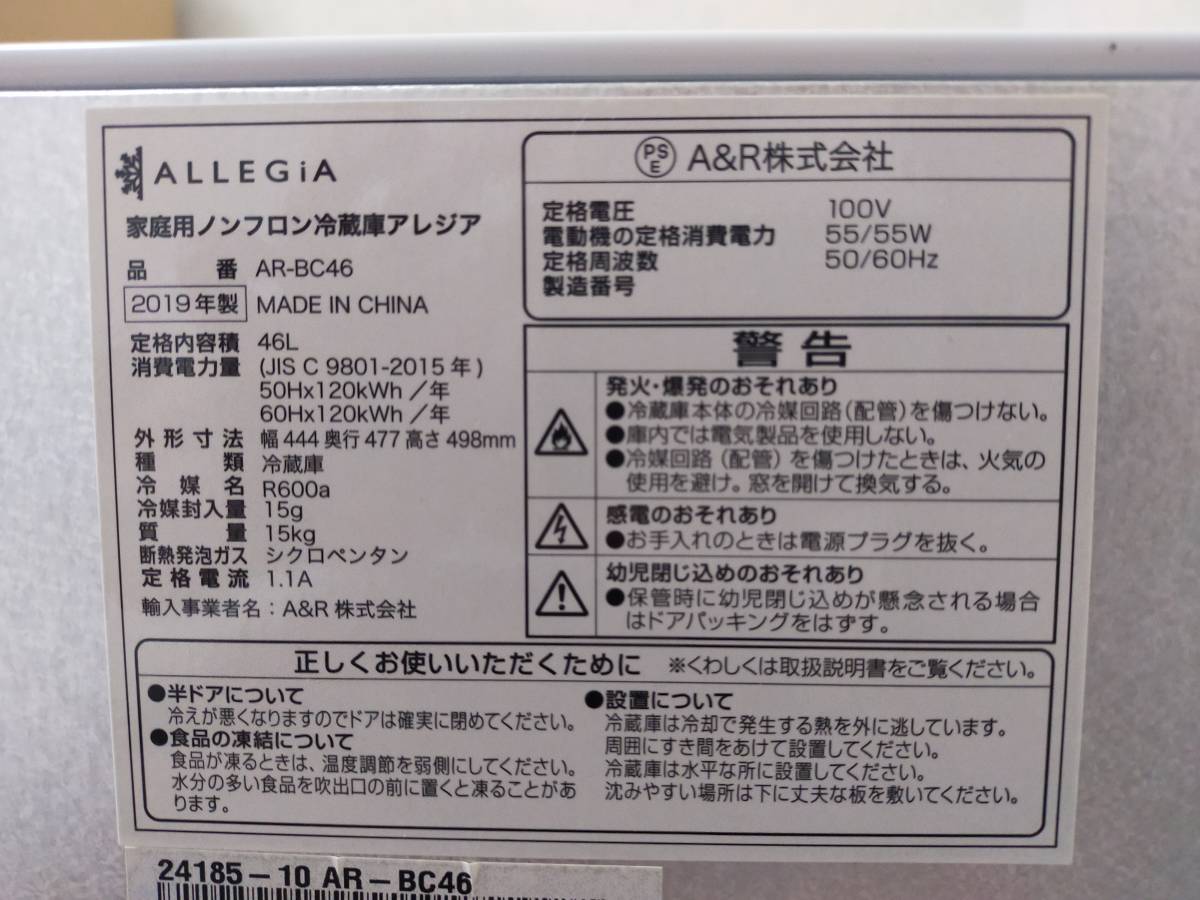 ALLEGiA
家庭用ノンフロン冷蔵庫アレジア
品番 AR-BC46
2019年製 MADE IN CHINA
定格内容積 46L
消費電力量 (JIS C 9801-2015年)
50Hx120kWh/年
60Hx120kWh/年
外形寸法 幅444奥行477高さ498mm
種類 冷蔵庫
冷媒名 R600a
冷媒封入量 15g
質量 15kg
断熱発泡ガス シクロペンタン
定格電流 1.1A
輸入事業者名：A&R株式会社
PSE A&R株式会社
定格電圧 100V
電動機の定格消費電力 55/55W
定格周波数 50/60Hz
製造番号
警告
発火・爆発のおそれあり
●冷蔵庫本体の冷媒回路(配管)を傷つけない。
●庫内では電気製品を使用しない。
●冷媒回路(配管)を傷つけたときは、火気の
使用を避け。窓を開けて換気する。
感電のおそれあり
●お手入れのときは電源プラグを抜く。
幼児閉じ込めのおそれあり
●保管時に幼児閉じ込めが懸念される場合
はドアパッキングをはずす。
正しくお使いいただくために ※くわしくは取扱説明書をご覧ください。
●半ドアについて
冷えが悪くなりますのでドアは確実に閉めてください。
●食品の凍結について
食品が凍るときは、温度調節を弱側にしてください。
水分の多い食品を吹出口の前に置くと凍ることがあ
ります。
●設置について
冷蔵庫は冷却で発生する熱を外に逃しています。
周囲にすき間をあけて設置してください。
冷蔵庫は水平な所に設置してください。
沈みやすい場所は下に丈夫な板を敷いてください。
24185-10 AR-BC46